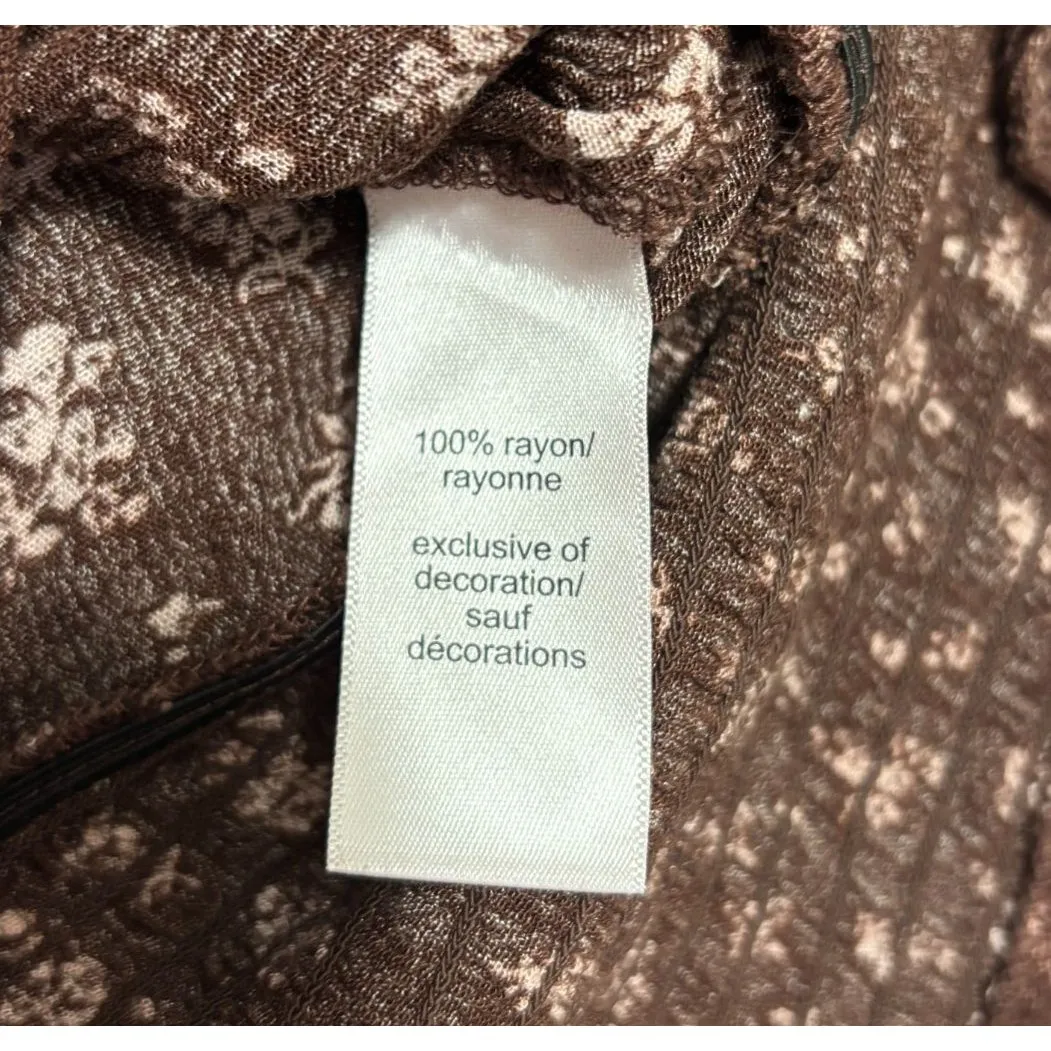 100% rayon/
rayonne
exclusive of
decoration/
sauf
décorations